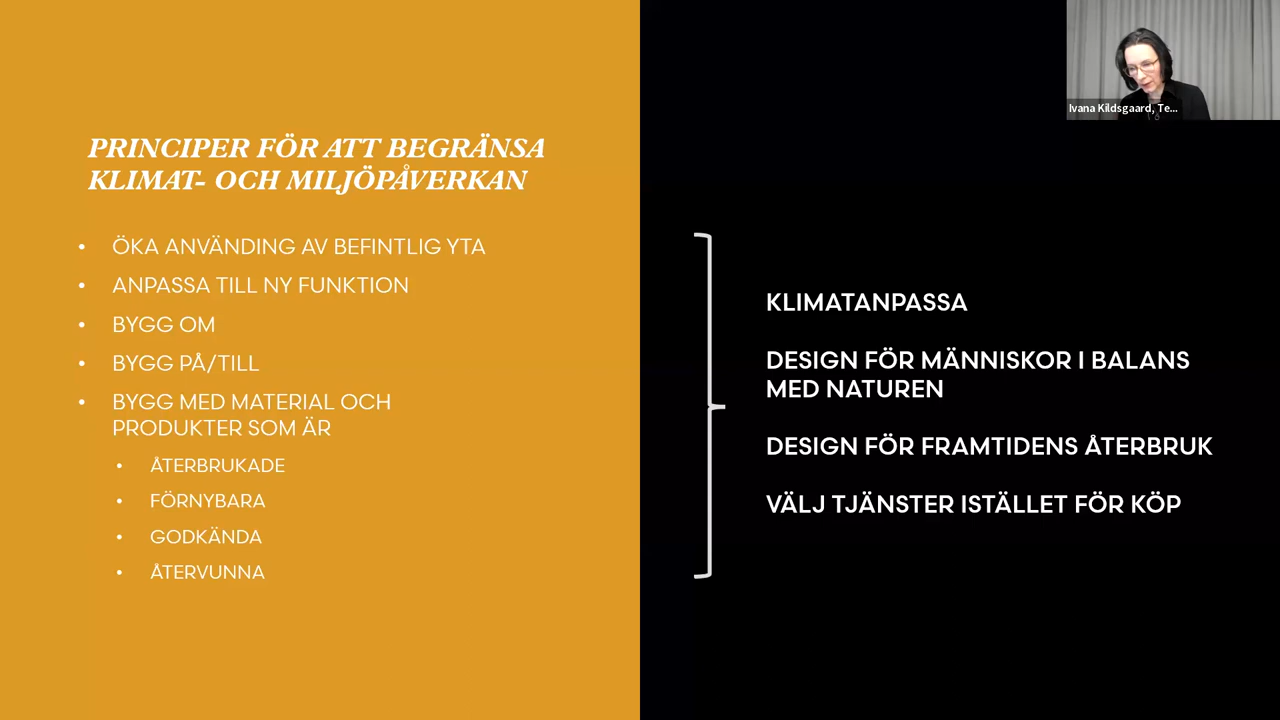 Ivana Kildsgaard, Te...
PRINCIPER FÖR ATT BEGRÄNSA
KLIMAT- OCH MILJÖPÅVERKAN
• ÖKA ANVÄNDING AV BEFINTLIG YTA
• ANPASSA TILL NY FUNKTION
• BYGG OM
• BYGG PÅ/TILL
• BYGG MED MATERIAL OCH
PRODUKTER SOM ÄR
• ÅTERBRUKADE
• FÖRNYBARA
• GODKÄNDA
• ÅTERVUNNA
KLIMATANPASSA
DESIGN FÖR MÄNNISKOR I BALANS
MED NATUREN
DESIGN FÖR FRAMTIDENS ÅTERBRUK
VÄLJ TJÄNSTER ISTÄLLET FÖR KÖP